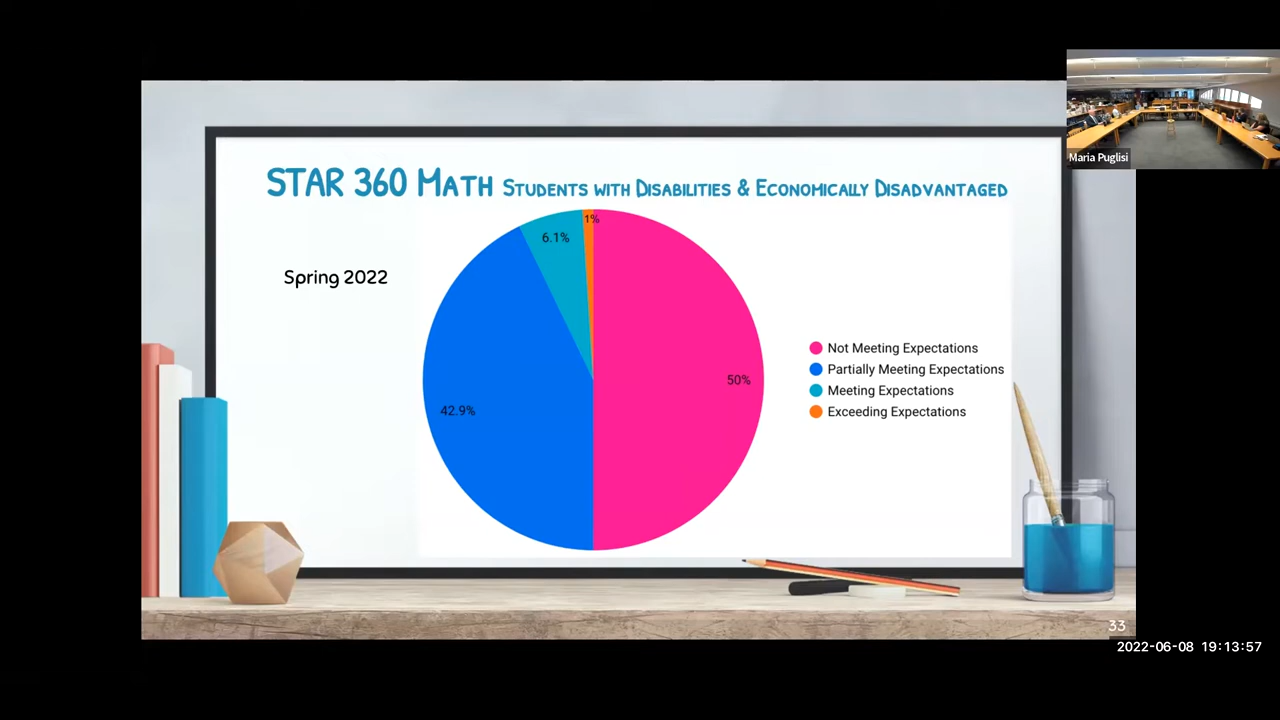 Maria Puglisi
STAR 360 Math Students with Disabilities & Economically Disadvantaged
Spring 2022
1%
6.1%
50%
42.9%
Not Meeting Expectations
Partially Meeting Expectations
Meeting Expectations
Exceeding Expectations
33
2022-06-08 19:13:57